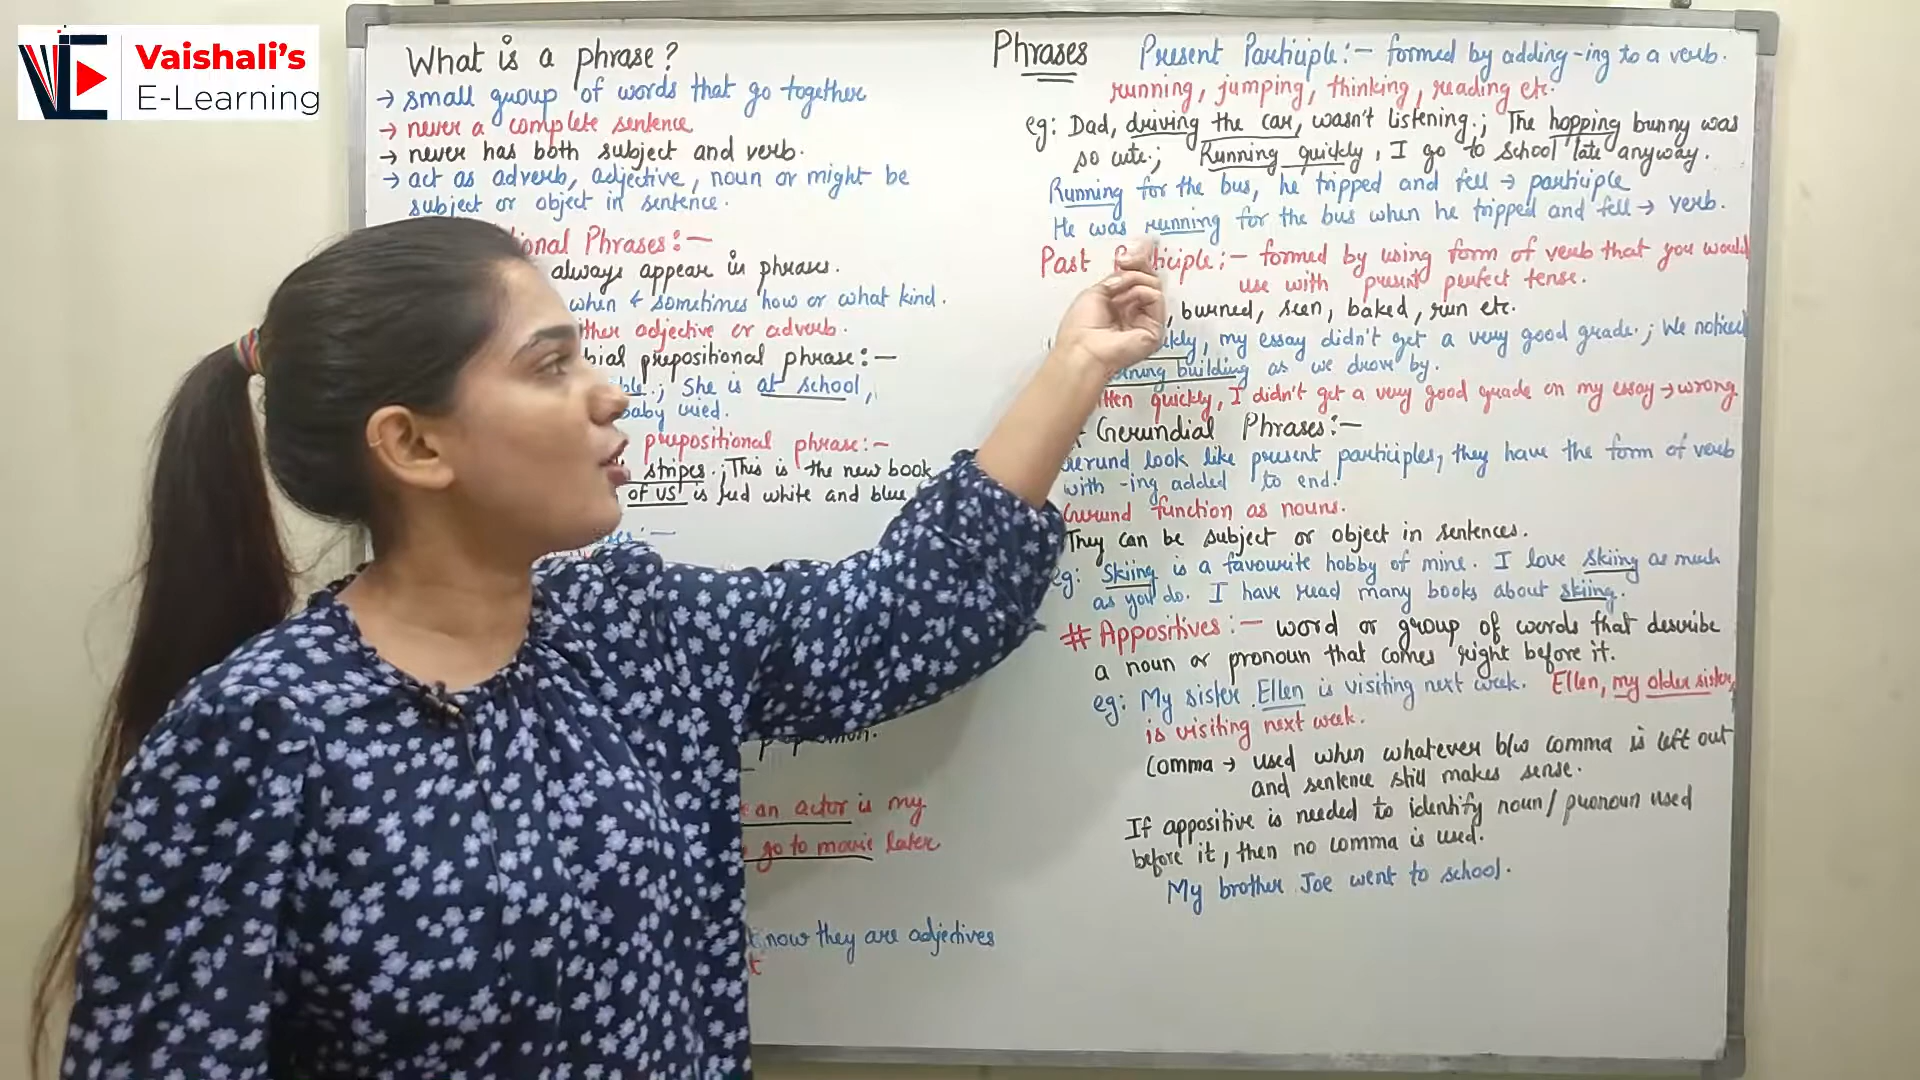 Vaishali's
E-Learning
What is a phrase?
→ small group of words that go together
→ never a complete sentence
→ never has both subject and verb.
→ act as adverb, adjective, noun or might be
subject or object in sentence.
Phrases:-
always appear in phrases.
when & sometimes how or what kind.
adjective or adverb.
prepositional phrase:-
; She is at school,
baby cried.
prepositional phrase:-
stripes. ; This is the new book
of US is red white and blue
an actor is my
go to movie later
now they are adjectives
Phrases
Present Participle:- formed by adding -ing to a verb.
running, jumping, thinking, reading etc.
eg: Dad, driving the car, wasn't listening.; The hopping bunny was
so cute.; Running quickly, I go to school late anyway.
Running for the bus, he tripped and fell → participle
He was running for the bus when he tripped and fell → verb.
Past :- formed by using form of verb that you would
use with present perfect tense.
, burned, seen, baked, run etc.
, my essay didn't get a very good grade.; We noticed
building as we drove by.
quickly, I didn't get a very good grade on my essay → wrong
Gerundial Phrases:-
look like present participles, they have the form of verb
with -ing added to end.
Gerund function as nouns.
They can be subject or object in sentences.
eg: Skiing is a favourite hobby of mine. I love skiing as much
as you do. I have read many books about skiing.
# Appositives:- word or group of words that describe
a noun or pronoun that comes right before it.
eg: My sister Ellen is visiting next week. Ellen, my older sister,
is visiting next week.
Comma → used when whatever b/w comma is left out
and sentence still makes sense.
If appositive is needed to identify noun/pronoun used
before it, then no comma is used.
My brother Joe went to school.